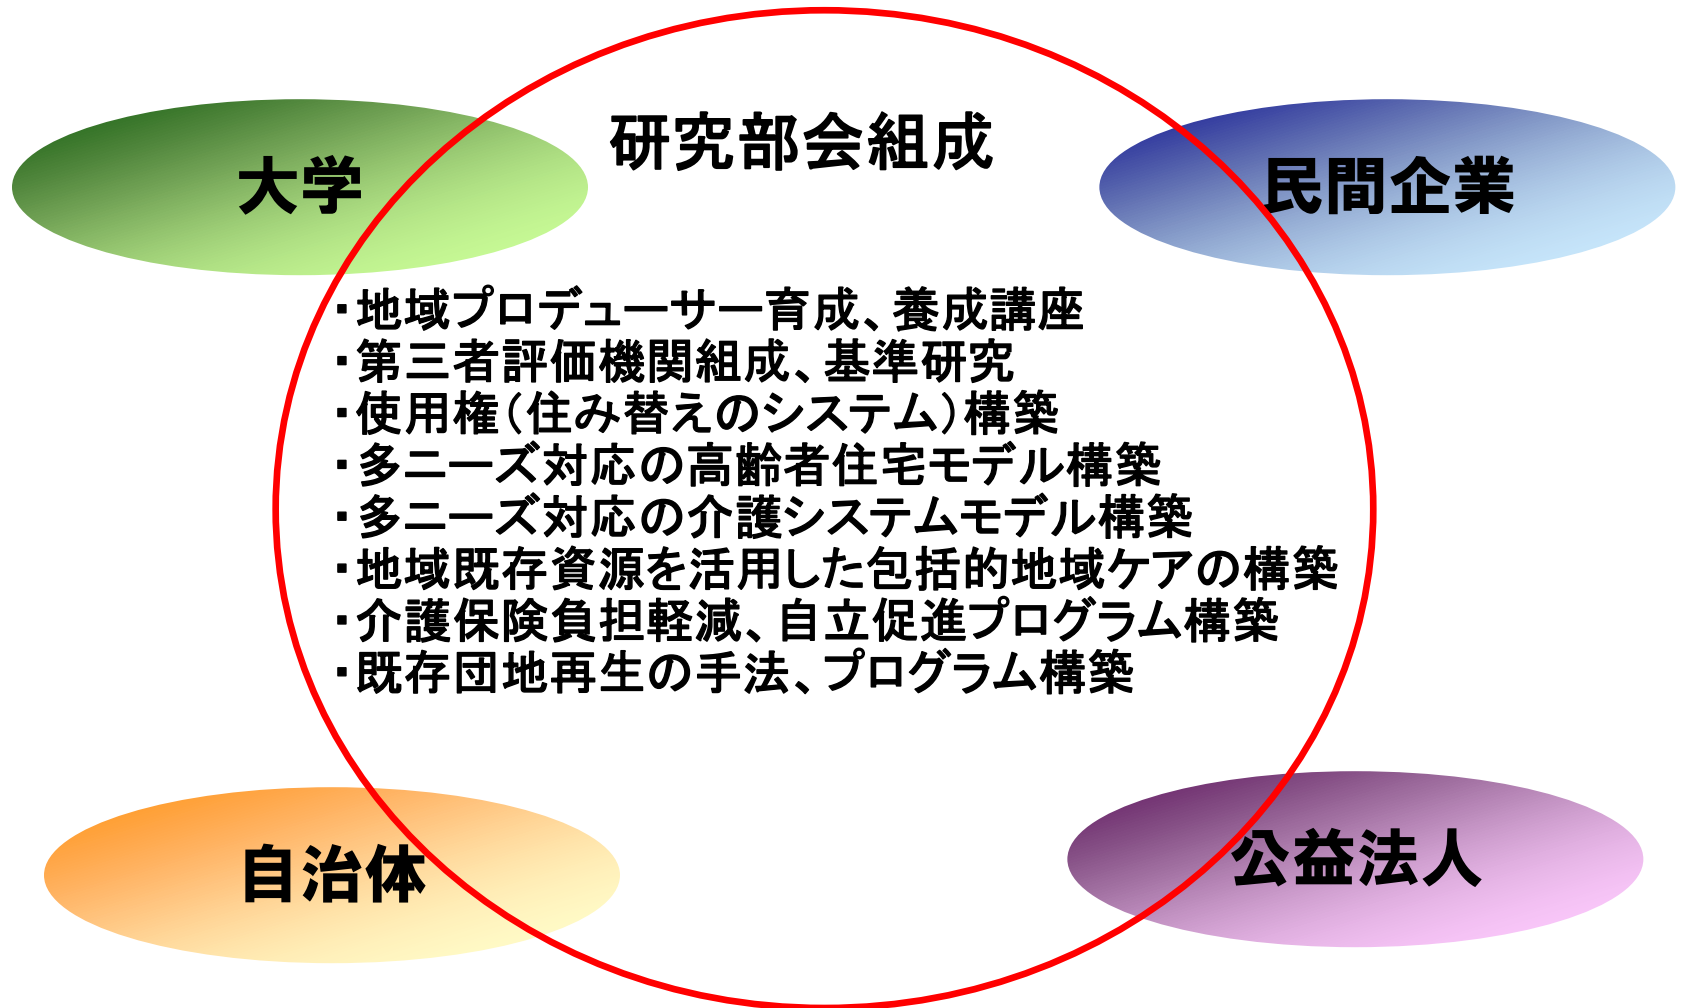 研究部会組成
大学
民間企業
・地域プロデューサー育成、養成講座
・第三者評価機関組成、基準研究
・使用権(住み替えのシステム)構築
・多ニーズ対応の高齢者住宅モデル構築
・多ニーズ対応の介護システムモデル構築
・地域既存資源を活用した包括的地域ケアの構築
・介護保険負担軽減、自立促進プログラム構築
・既存団地再生の手法、プログラム構築
自治体
公益法人